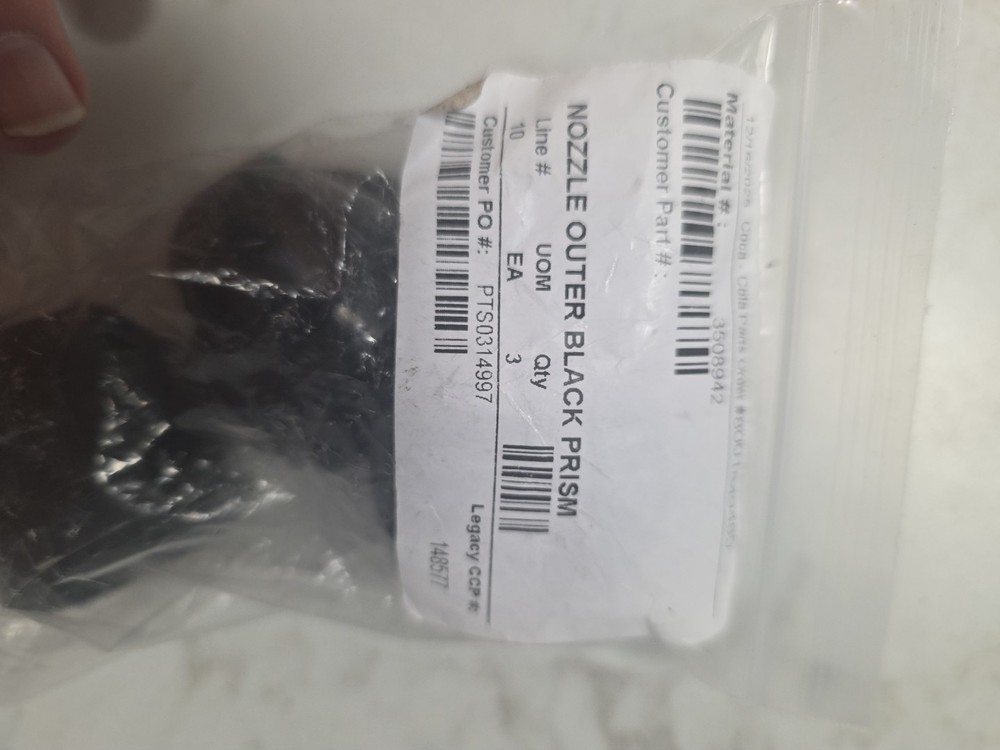 Material #: 3508942
Customer Part #:
NOZZLE OUTER BLACK PRISM
Line # UOM Qty
10 EA 3
Customer PO #: PTS0314997 Legacy CCP #:
148577